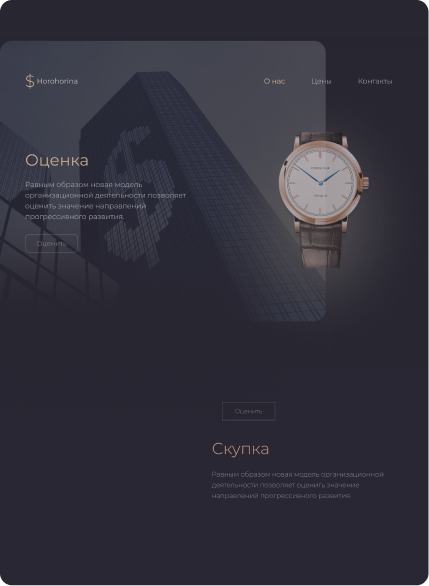 $ Horohorina
О нас
Цены
Контакты
Оценка
Равным образом новая модель
организационной деятельности позволяет
оценить значение направлений
прогрессивного развития.
Оценить
Оценить
Скупка
Равным образом новая модель организационной
деятельности позволяет оценить значение
направлений прогрессивного развития.